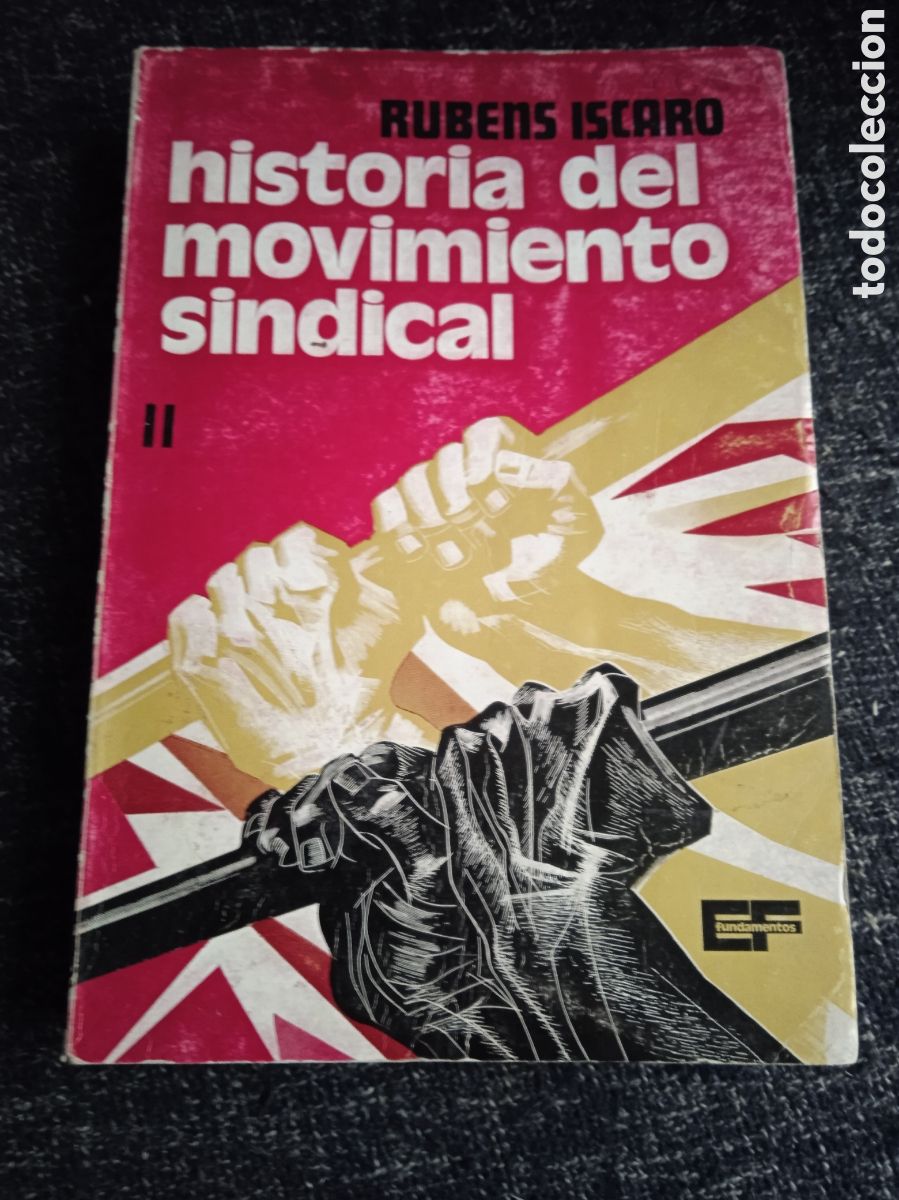 RUBENS ISCARO
historia del
movimiento
sindical
II
EF
fundamentos
todocoleccion